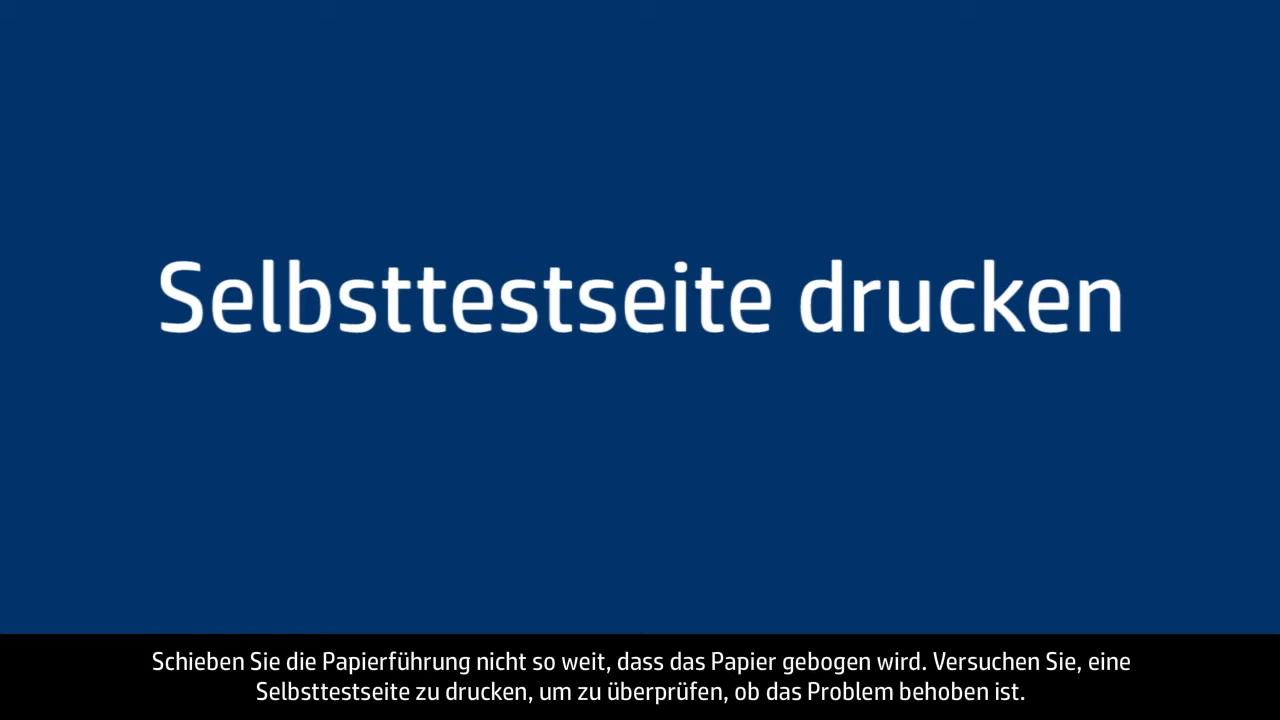 Selbsttestseite drucken
Schieben Sie die Papierführung nicht so weit, dass das Papier gebogen wird. Versuchen Sie, eine
Selbsttestseite zu drucken, um zu überprüfen, ob das Problem behoben ist.